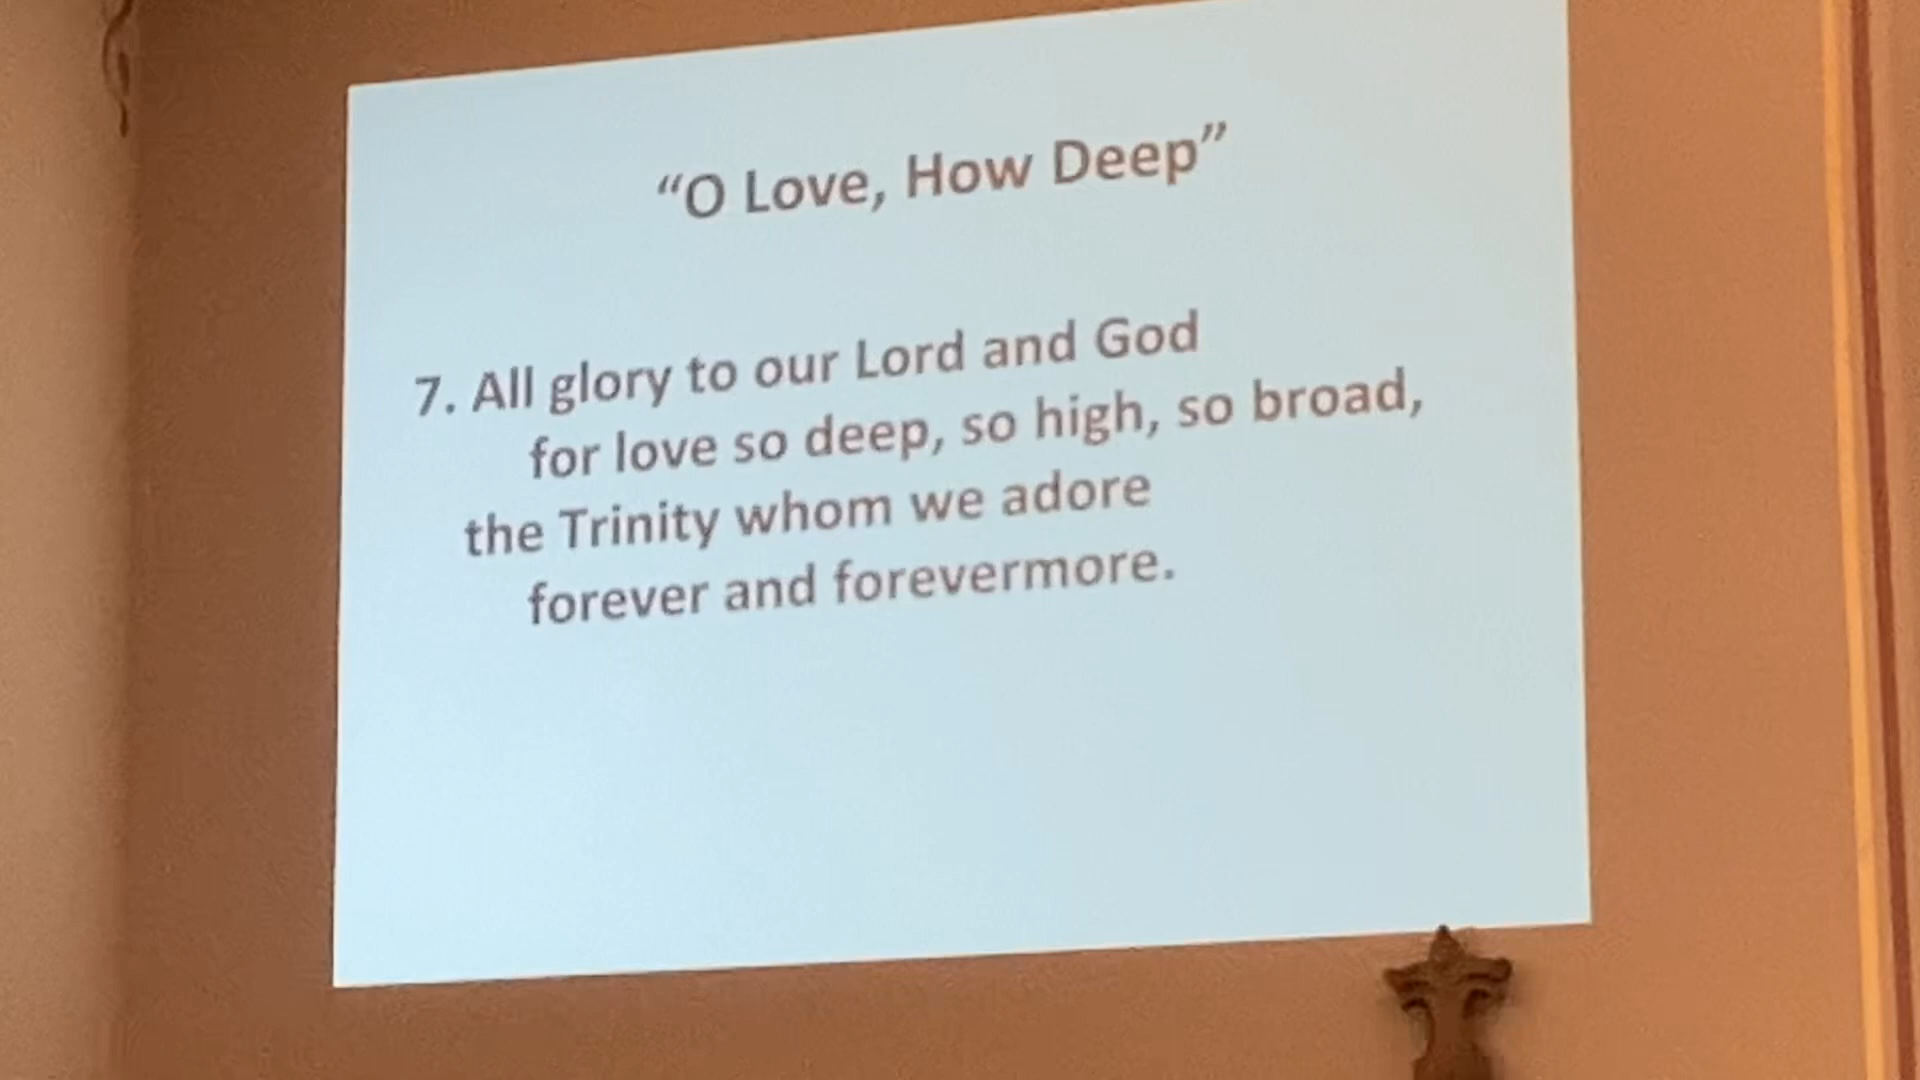 “O Love, How Deep”
7. All glory to our Lord and God
for love so deep, so high, so broad,
the Trinity whom we adore
forever and forevermore.